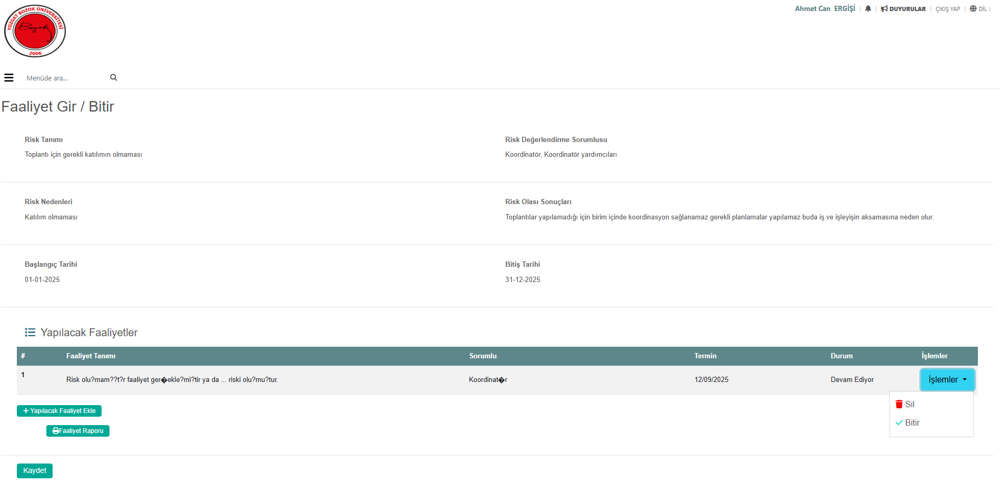 YOZGAT BOZOK ÜNİVERSİTESİ
Bozok
2006
Ahmet Can ERGİŞİ | | DUYURULAR | ÇIKIŞ YAP | DİL |
Menüde ara...
Faaliyet Gir / Bitir
Risk Tanımı
Toplantı için gerekli katılımın olmaması
Risk Değerlendirme Sorumlusu
Koordinatör, Koordinatör yardımcıları
Risk Nedenleri
Katılım olmaması
Risk Olası Sonuçları
Toplantılar yapılamadığı için birim içinde koordinasyon sağlanamaz gerekli planlamalar yapılamaz buda iş ve işleyişin aksamasına neden olur.
Başlangıç Tarihi
01-01-2025
Bitiş Tarihi
31-12-2025
Yapılacak Faaliyetler
# Faaliyet Tanımı Sorumlu Termin Durum İşlemler
1 Risk olu?mam??t?r faaliyet ger�ekle?mi?tir ya da ... riski olu?mu?tur. Koordinat�r 12/09/2025 Devam Ediyor İşlemler
Sil
Bitir
+ Yapılacak Faaliyet Ekle
Faaliyet Raporu
Kaydet